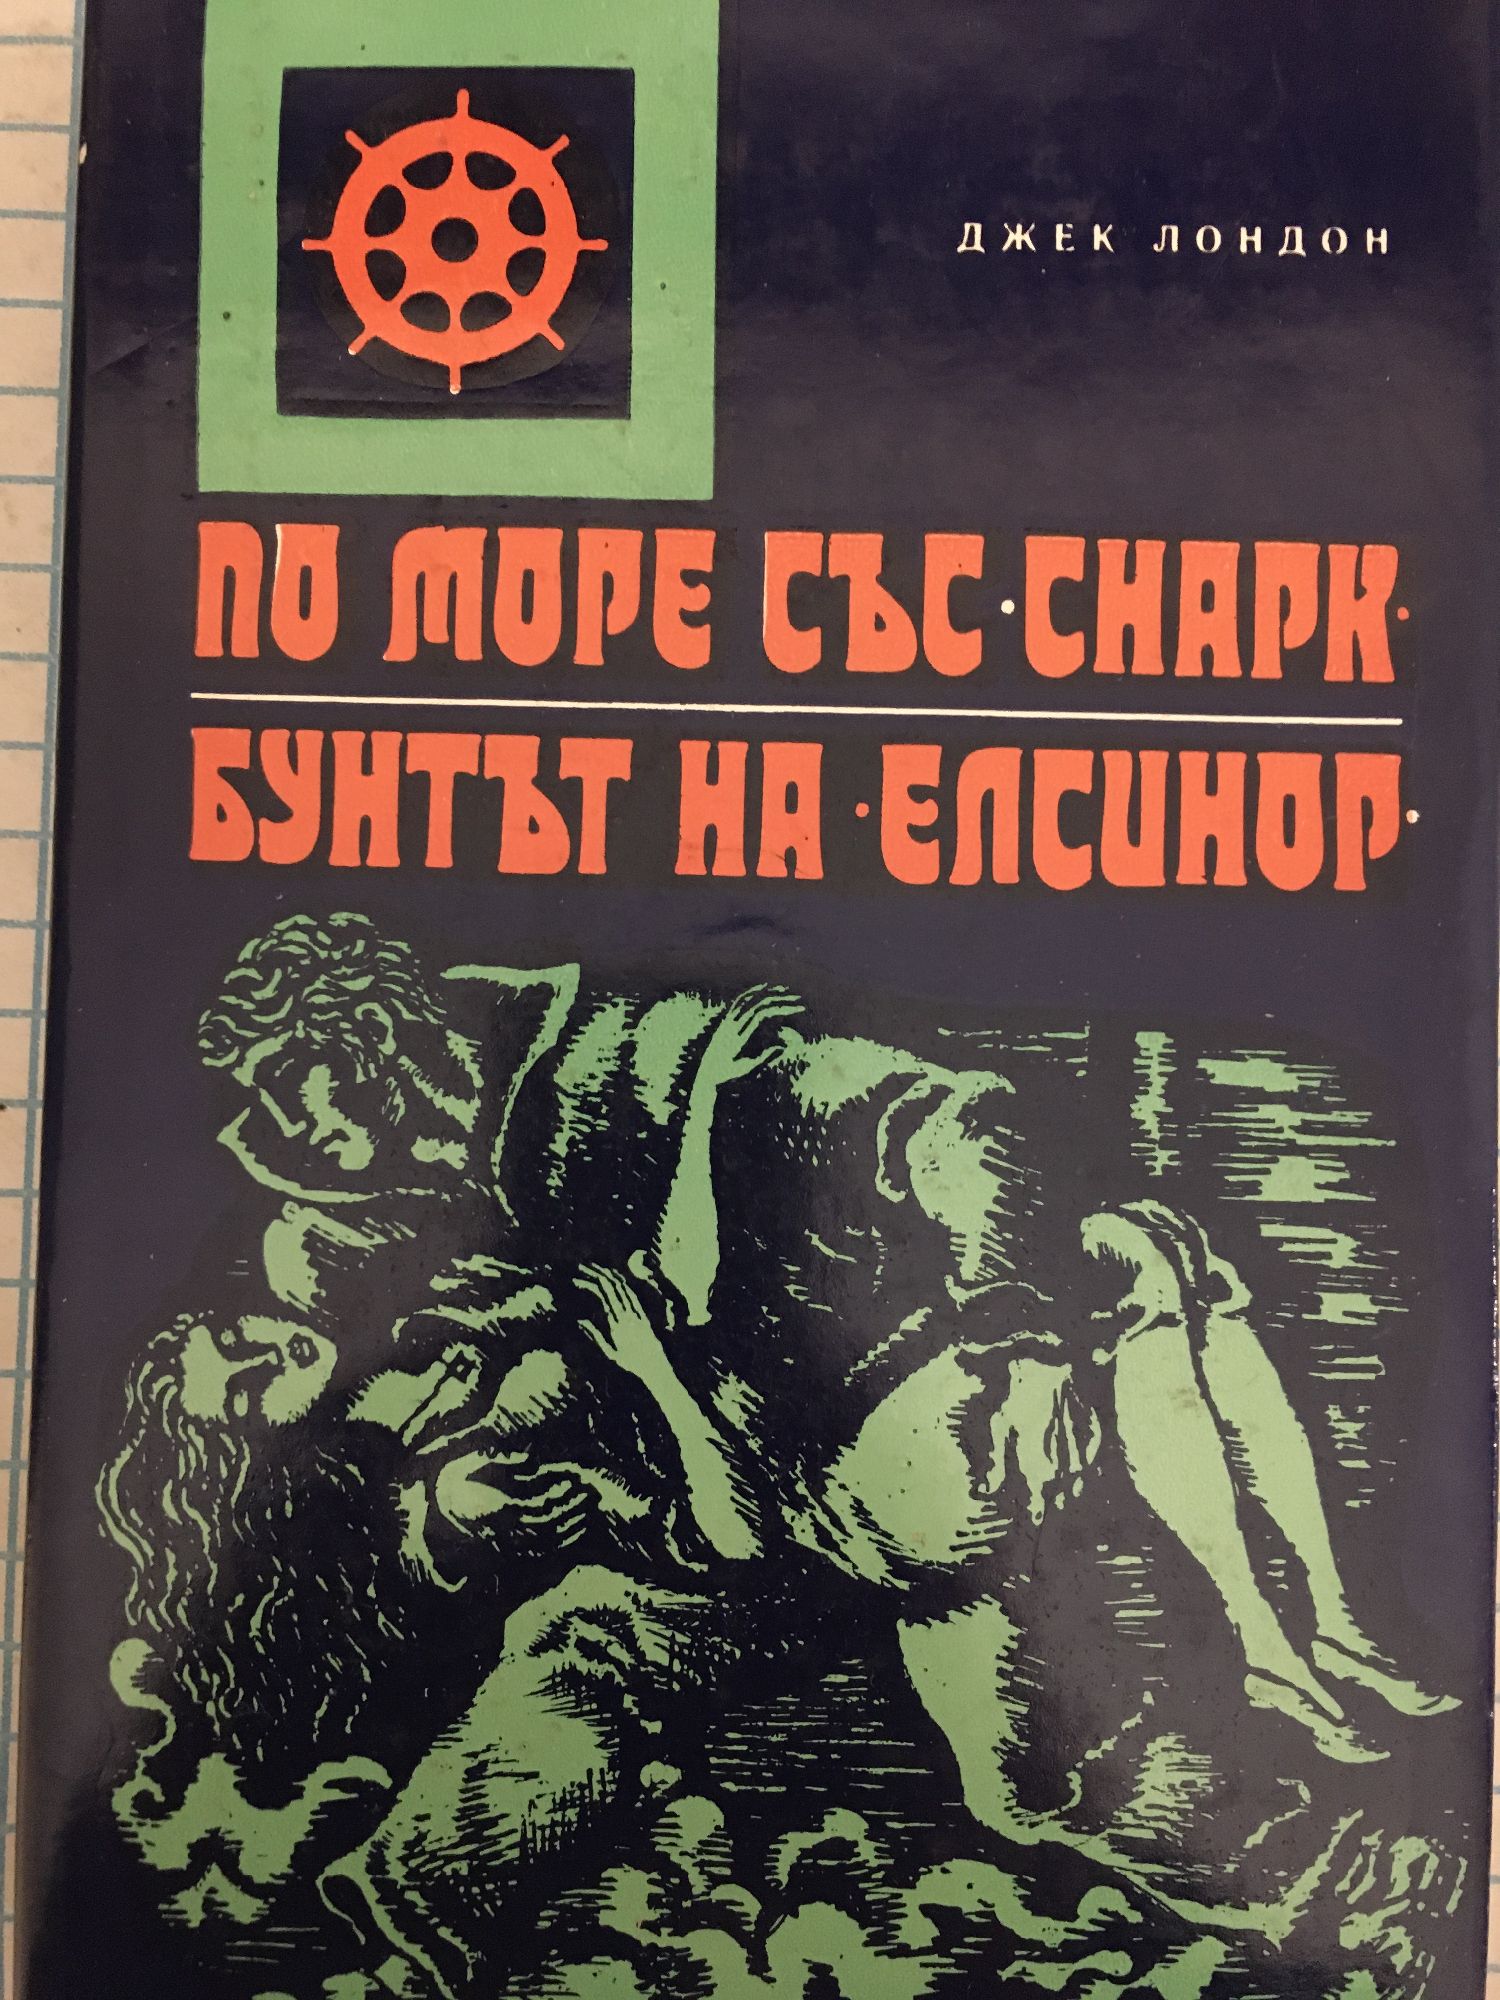 ДЖЕК ЛОНДОН
ПО МОРЕ СЪС · СНАРК ·
БУНТЪТ НА · ЕЛСИНОР ·